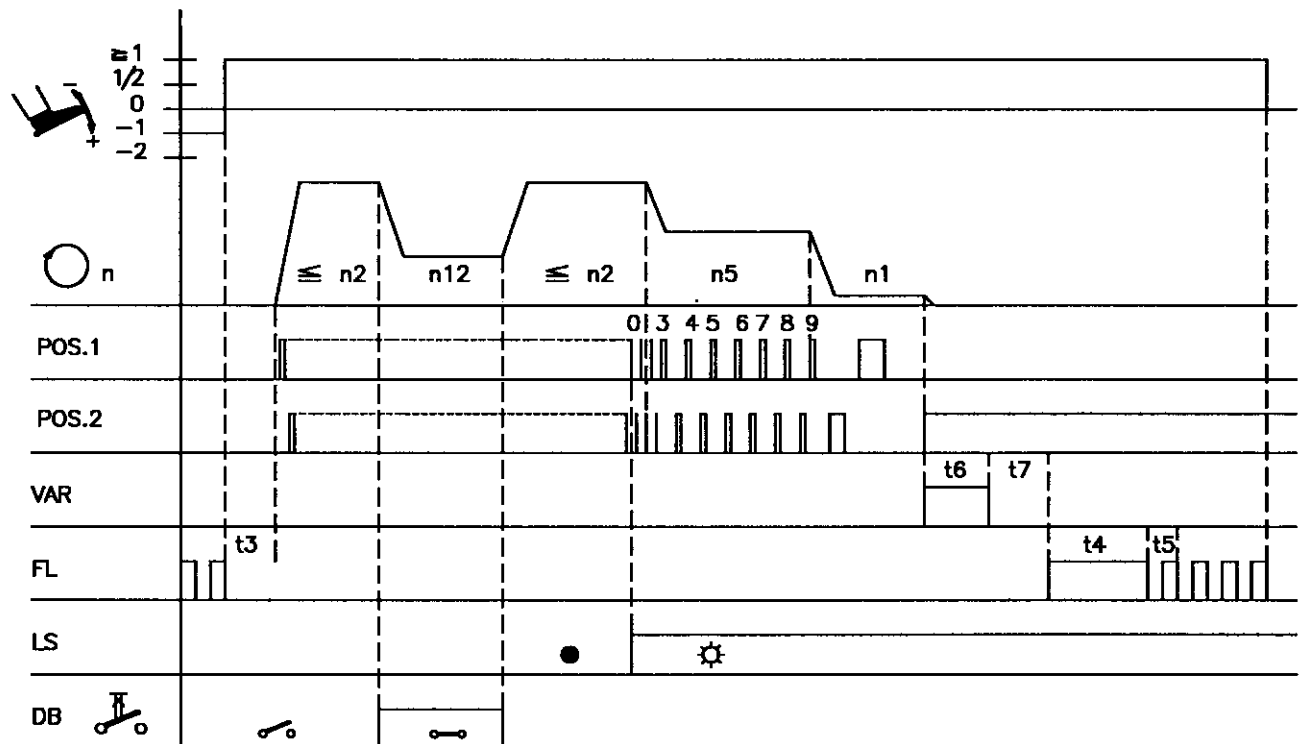 ≧1
1/2
0
-1
-2
- +
n
≦ n2 n12 ≦ n2 n5 n1
0 3 4 5 6 7 8 9
POS.1
POS.2
t6 t7
VAR
t3 t4 t5
FL
LS
DB